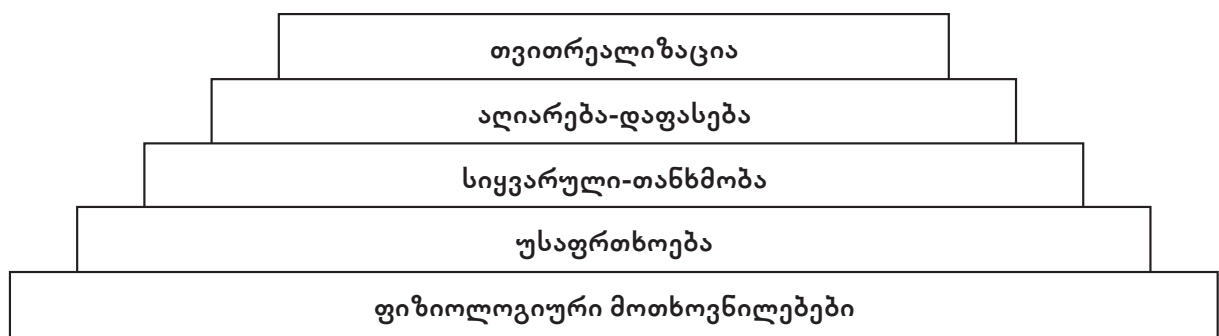 თვითრეალიზაცია
აღიარება-დაფასება
სიყვარული-თანხმობა
უსაფრთხოება
ფიზიოლოგიური მოთხოვნილებები